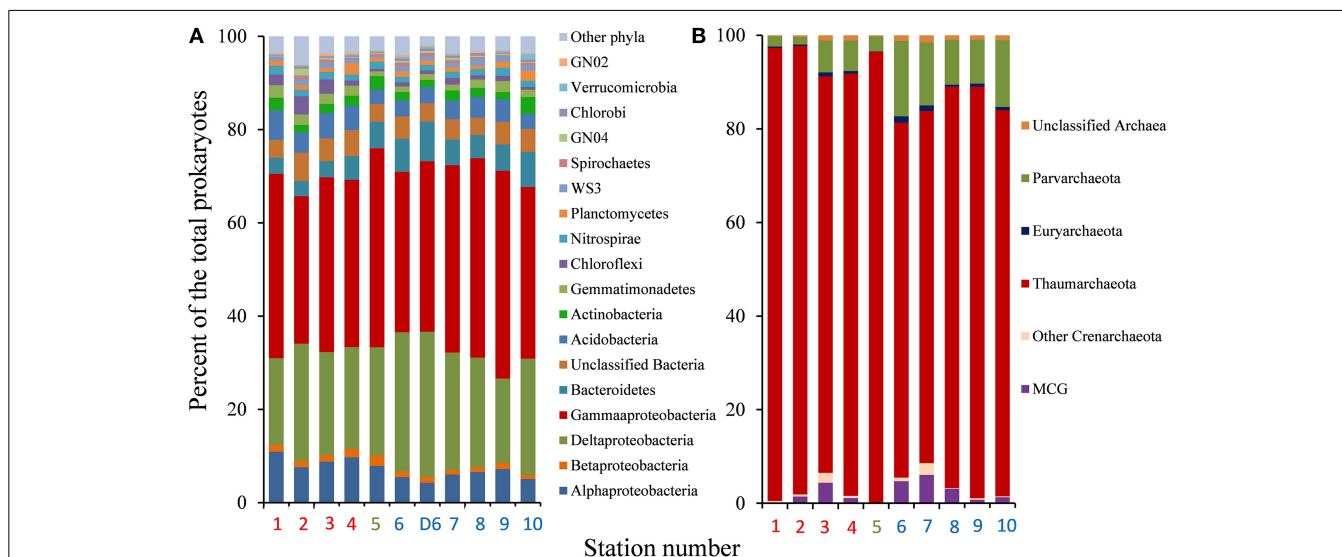 A
Percent of the total prokaryotes
100
80
60
40
20
0
1 2 3 4 5 6 D6 7 8 9 10
Other phyla
GN02
Verrucomicrobia
Chlorobi
GN04
Spirochaetes
WS3
Planctomycetes
Nitrospirae
Chloroflexi
Gemmatimonadetes
Actinobacteria
Acidobacteria
Unclassified Bacteria
Bacteroidetes
Gammaaproteobacteria
Deltaproteobacteria
Betaproteobacteria
Alphaproteobacteria
B
100
80
60
40
20
0
1 2 3 4 5 6 7 8 9 10
Unclassified Archaea
Parvarchaeota
Euryarchaeota
Thaumarchaeota
Other Crenarchaeota
MCG
Station number